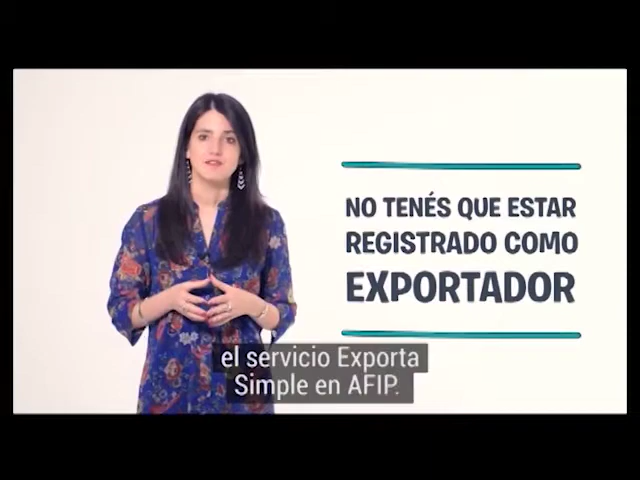 NO TENÉS QUE ESTAR
REGISTRADO COMO
EXPORTADOR
el servicio Exporta
Simple en AFIP.